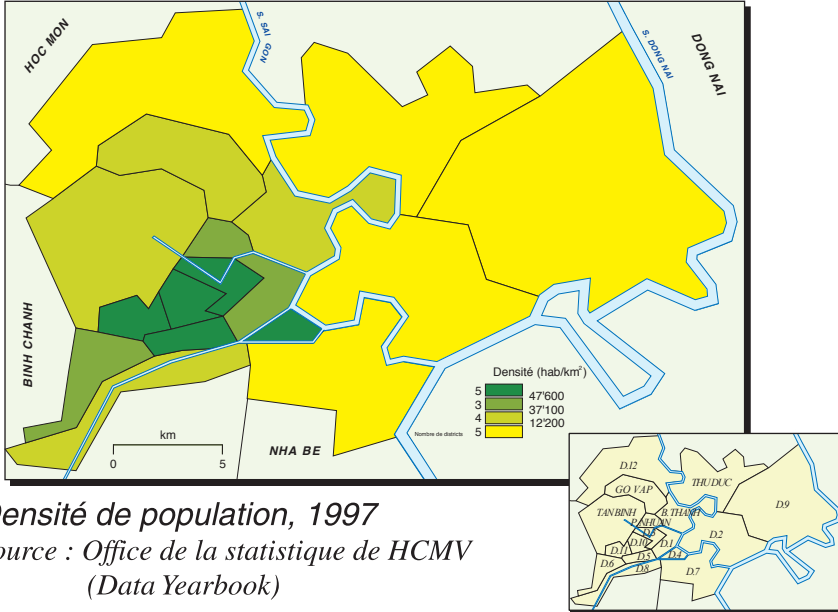 HOC MON
S. SAI GON
S. DONG NAI
DONG NAI
BINH CHANH
NHA BE
km
0 5
Densité (hab/km²)
5
47'600
3
37'100
4
12'200
5
Nombre de districts
D.12
GO VAP
THU DUC
TAN BINH
B. THANH
P. NHUAN
D.9
D.3
D.10
D.1
D.2
D.11
D.5
D.4
D.6
D.8
D.7
ensité de population, 1997
ource : Office de la statistique de HCMV
(Data Yearbook)